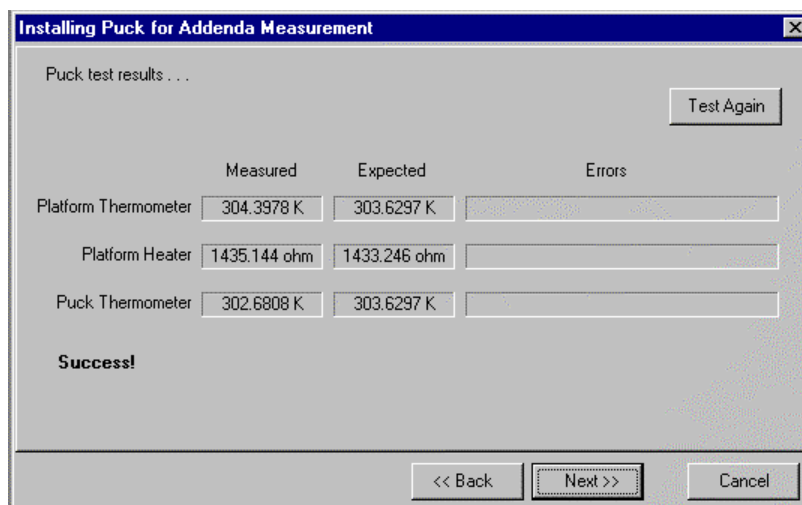 Installing Puck for Addenda Measurement
Puck test results . . .
Test Again
Measured Expected Errors
Platform Thermometer 304.3978 K 303.6297 K
Platform Heater 1435.144 ohm 1433.246 ohm
Puck Thermometer 302.6808 K 303.6297 K
Success!
<< Back Next >> Cancel